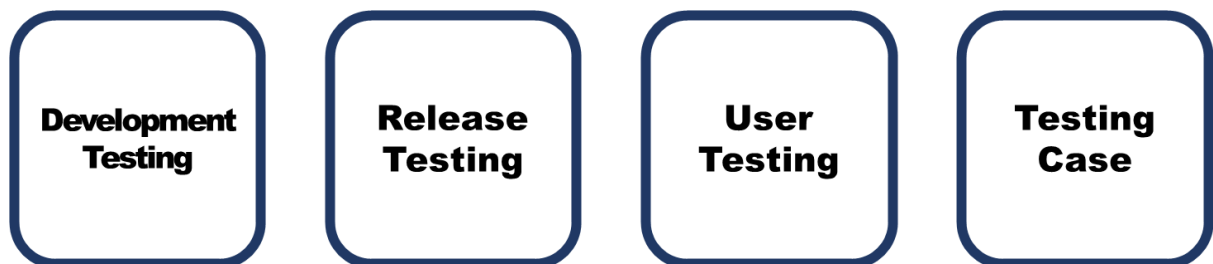 Development
Testing
Release
Testing
User
Testing
Testing
Case